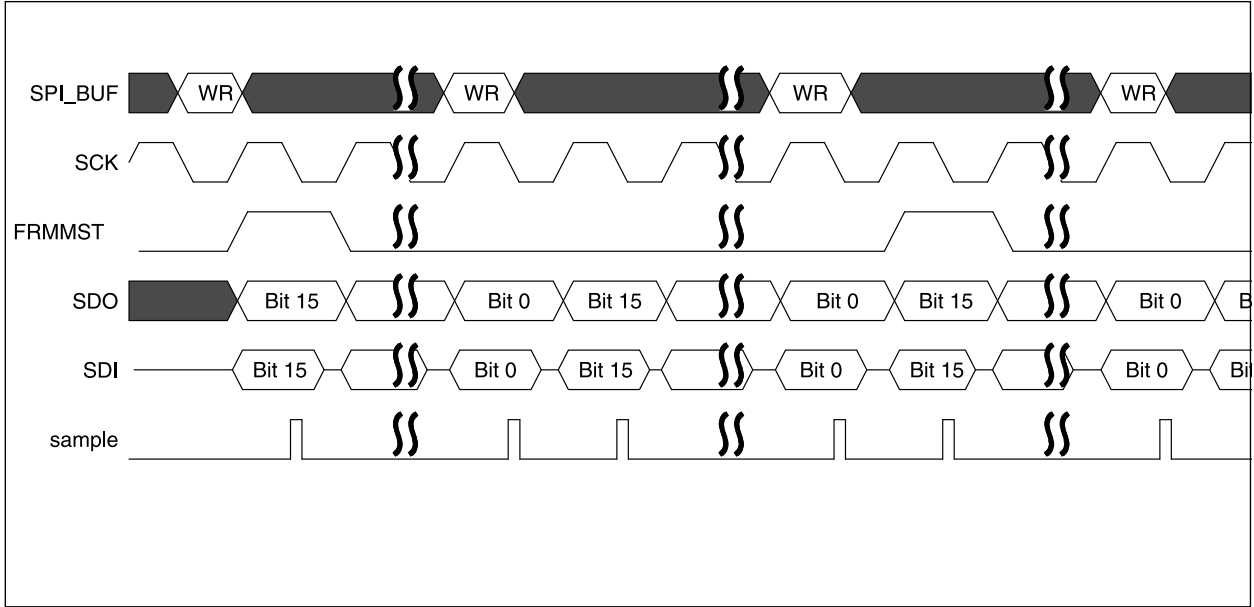 SPI_BUF WR WR WR WR
SCK
FRMMST
SDO Bit 15 Bit 0 Bit 15 Bit 0 Bit 15 Bit 0 B
SDI Bit 15 Bit 0 Bit 15 Bit 0 Bit 15 Bit 0 Bi
sample